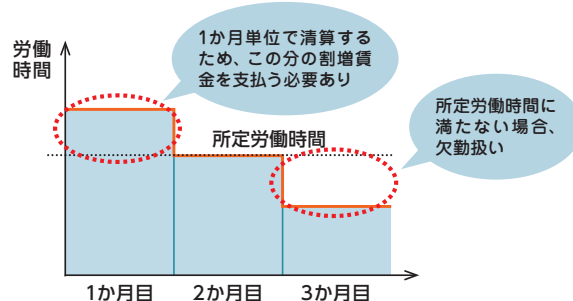 労働
時間
1か月単位で清算する
ため、この分の割増賃
金を支払う必要あり
所定労働時間に
満たない場合、
欠勤扱い
所定労働時間
1か月目
2か月目
3か月目